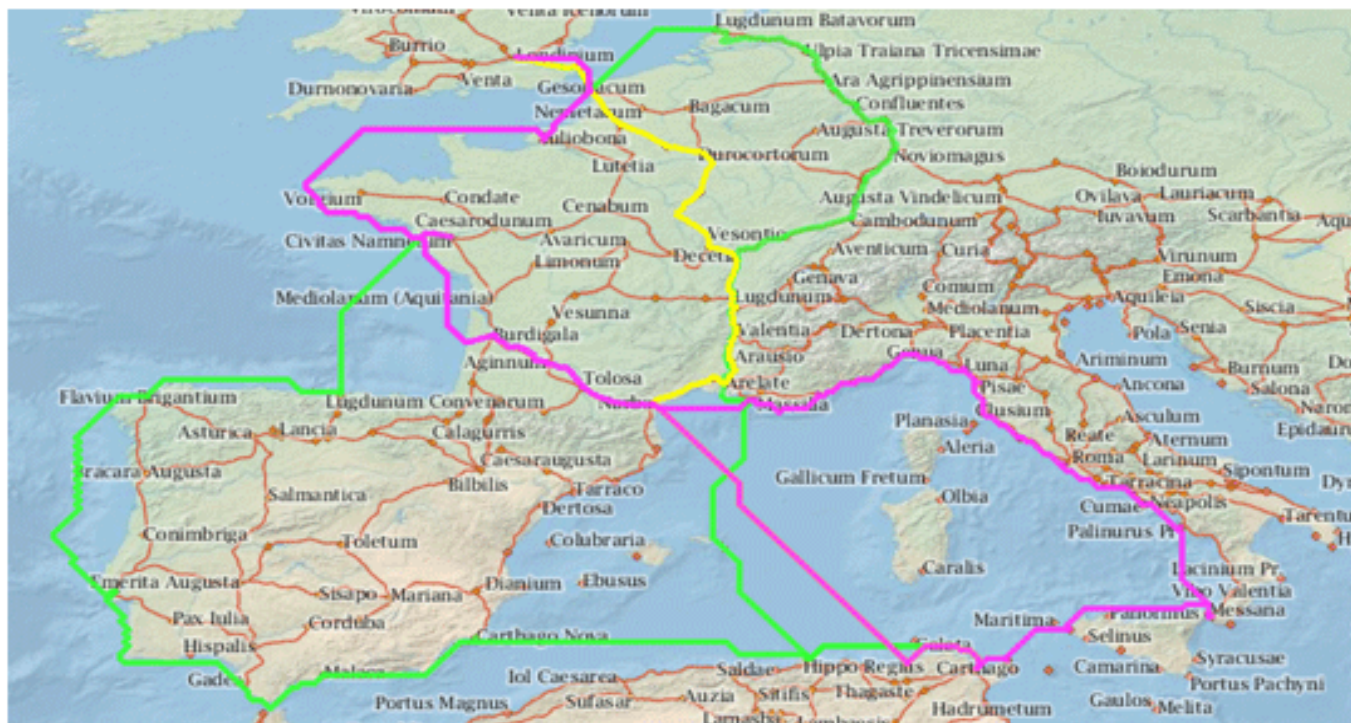 Lugdunum Batavorum
Burrio
Londinium
Ulpia Traiana Tricensimae
Venta
Durnonovaria
Gesoriacum
Ara Agrippinensium
Bagacum
Confluentes
Nemetacum
Augusta Treverorum
Juliobona
Durocortorum
Lutetia
Noviomagus
Boiodurum
Vorgium
Condate
Cenabum
Augusta Vindelicum
Ovilava
Lauriacum
Caesarodunum
Cambodunum
Iuvavum
Scarbantia
Civitas Namnetum
Avaricum
Vesontio
Aventicum
Curia
Limonum
Virunum
Genava
Emona
Mediolanum (Aquitania)
Lugdunum
Comum
Aquileia
Siscia
Vesunna
Mediolanum
Burdigala
Valentia
Dertona
Placentia
Pola
Senia
Aginnum
Arausio
Genua
Luna
Ariminum
Burnum
Tolosa
Arelate
Pisae
Ancona
Salona
Flavium Brigantium
Lugdunum Convenarum
Narbo
Massalia
Planasia
Clusium
Asculum
Asturica
Lancia
Calagurris
Reate
Aternum
Aleria
Bracara Augusta
Caesaraugusta
Roma
Larinum
Sipontum
Salmantica
Bilbilis
Tarraco
Gallicum Fretum
Tarracina
Olbia
Cumae
Neapolis
Dertosa
Conimbriga
Toletum
Colubraria
Palinurus Pr
Emerita Augusta
Ebusus
Caralis
Lacinium Pr
Sisapo
Mariana
Dianium
Vibo Valentia
Pax Iulia
Corduba
Maritima
Panormus
Messana
Hispalis
Carthago Nova
Selinus
Malaca
Saldae
Hippo Regius
Carthago
Camarina
Syracusae
Iol Caesarea
Portus Pachyni
Portus Magnus
Sufasar
Auzia
Sitifis
Thagaste
Hadrumetum
Gaulos
Melita